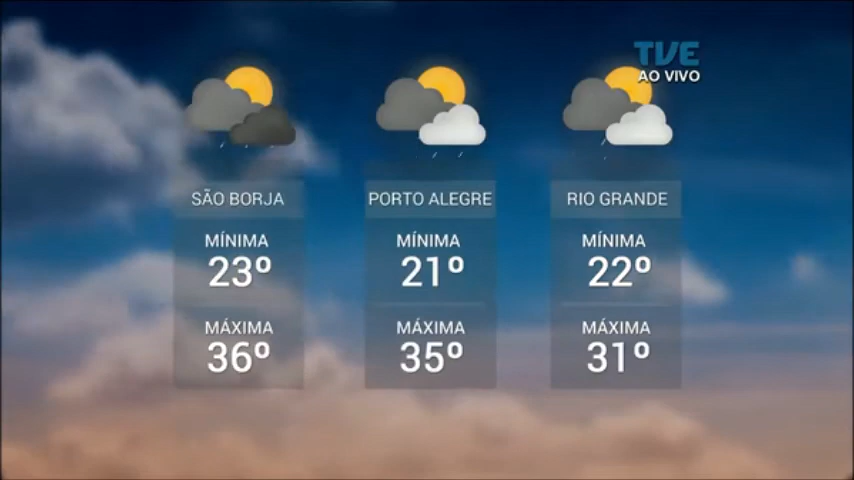 TVE
AO VIVO
SÃO BORJA
MÍNIMA
23º
MÁXIMA
36º
PORTO ALEGRE
MÍNIMA
21º
MÁXIMA
35º
RIO GRANDE
MÍNIMA
22º
MÁXIMA
31º